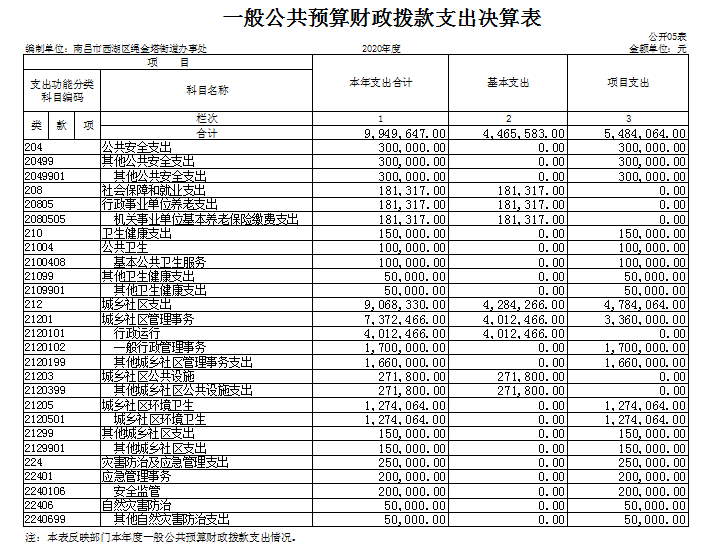 一般公共预算财政拨款支出决算表
公开05表
编制单位：南昌市西湖区绳金塔街道办事处 2020年度 金额单位：元
项 目 本年支出合计 基本支出 项目支出
支出功能分类科目编码 科目名称
类 款 项 栏次 1 2 3
合计 9,949,647.00 4,465,583.00 5,484,064.00
204 公共安全支出 300,000.00 0.00 300,000.00
20499 其他公共安全支出 300,000.00 0.00 300,000.00
2049901 其他公共安全支出 300,000.00 0.00 300,000.00
208 社会保障和就业支出 181,317.00 181,317.00 0.00
20805 行政事业单位养老支出 181,317.00 181,317.00 0.00
2080505 机关事业单位基本养老保险缴费支出 181,317.00 181,317.00 0.00
210 卫生健康支出 150,000.00 0.00 150,000.00
21004 公共卫生 100,000.00 0.00 100,000.00
2100408 基本公共卫生服务 100,000.00 0.00 100,000.00
21099 其他卫生健康支出 50,000.00 0.00 50,000.00
2109901 其他卫生健康支出 50,000.00 0.00 50,000.00
212 城乡社区支出 9,068,330.00 4,284,266.00 4,784,064.00
21201 城乡社区管理事务 7,372,466.00 4,012,466.00 3,360,000.00
2120101 行政运行 4,012,466.00 4,012,466.00 0.00
2120102 一般行政管理事务 1,700,000.00 0.00 1,700,000.00
2120199 其他城乡社区管理事务支出 1,660,000.00 0.00 1,660,000.00
21203 城乡社区公共设施 271,800.00 271,800.00 0.00
2120399 其他城乡社区公共设施支出 271,800.00 271,800.00 0.00
21205 城乡社区环境卫生 1,274,064.00 0.00 1,274,064.00
2120501 城乡社区环境卫生 1,274,064.00 0.00 1,274,064.00
21299 其他城乡社区支出 150,000.00 0.00 150,000.00
2129901 其他城乡社区支出 150,000.00 0.00 150,000.00
224 灾害防治及应急管理支出 250,000.00 0.00 250,000.00
22401 应急管理事务 200,000.00 0.00 200,000.00
2240106 安全监管 200,000.00 0.00 200,000.00
22406 自然灾害防治 50,000.00 0.00 50,000.00
2240699 其他自然灾害防治支出 50,000.00 0.00 50,000.00
注：本表反映部门本年度一般公共预算财政拨款支出情况。